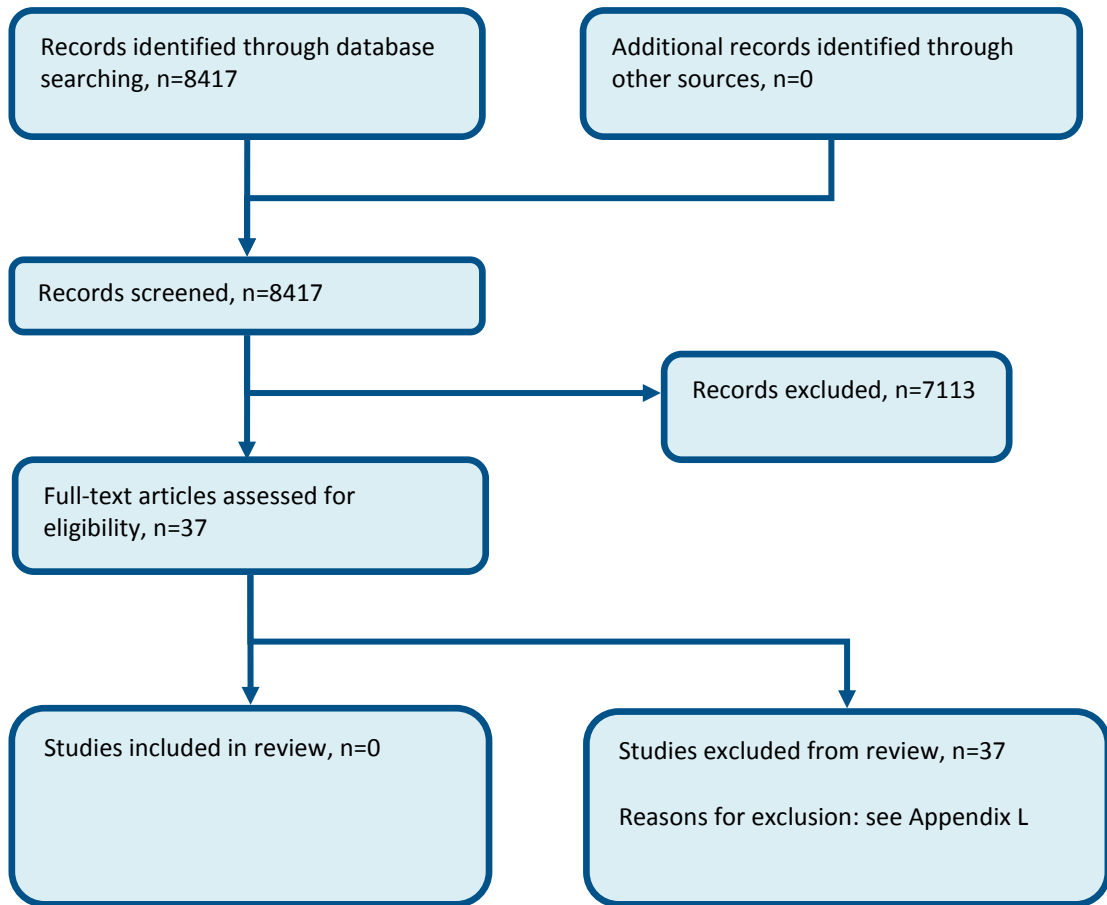 Records identified through database
searching, n=8417
Additional records identified through
other sources, n=0
Records screened, n=8417
Records excluded, n=7113
Full-text articles assessed for
eligibility, n=37
Studies included in review, n=0
Studies excluded from review, n=37
Reasons for exclusion: see Appendix L